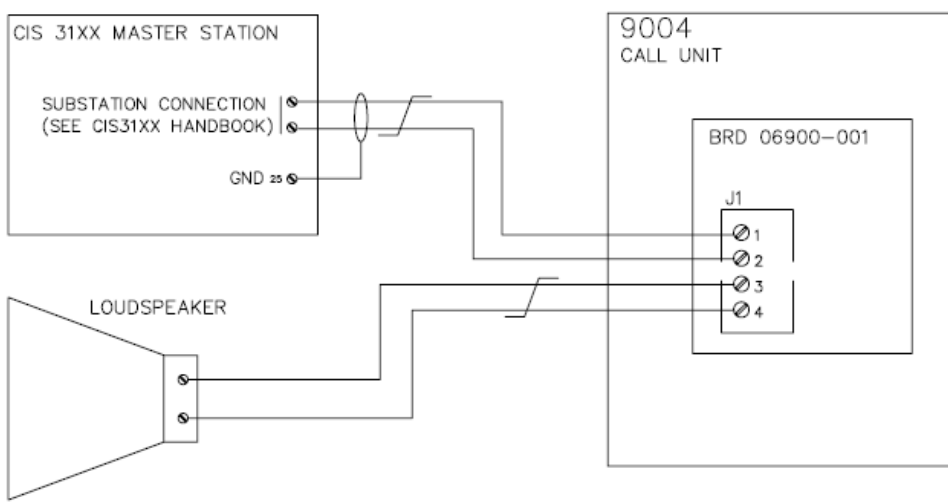 CIS 31XX MASTER STATION
SUBSTATION CONNECTION
(SEE CIS31XX HANDBOOK)
GND 25
LOUDSPEAKER
9004
CALL UNIT
BRD 06900-001
J1
1
2
3
4